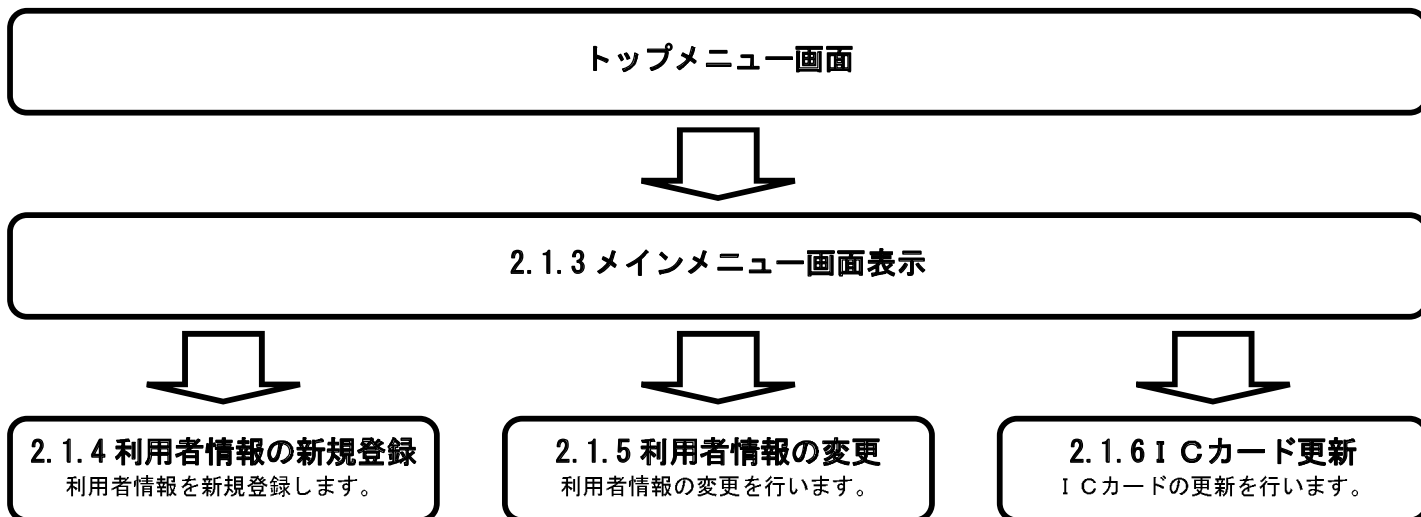 トップメニュー画面
2.1.3 メインメニュー画面表示
2.1.4 利用者情報の新規登録
利用者情報を新規登録します。
2.1.5 利用者情報の変更
利用者情報の変更を行います。
2.1.6 ＩＣカード更新
ＩＣカードの更新を行います。